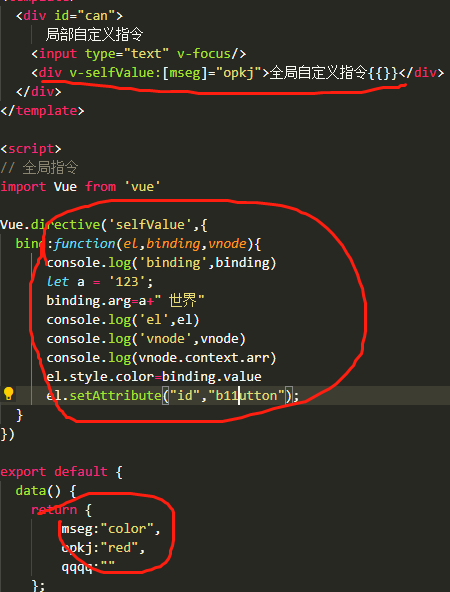 <div id="can">
局部自定义指令
<input type="text" v-focus/>
<div v-selfValue:[mseg]="opkj">全局自定义指令{{}}</div>
</div>
</template>
<script>
// 全局指令
import Vue from 'vue'
Vue.directive('selfValue',{
bind:function(el,binding,vnode){
console.log('binding',binding)
let a = '123';
binding.arg=a+" 世界"
console.log('el',el)
console.log('vnode',vnode)
console.log(vnode.context.arr)
el.style.color=binding.value
el.setAttribute("id","b11utton");
}
})
export default {
data() {
return {
mseg:"color",
opkj:"red",
qqqq:""
};